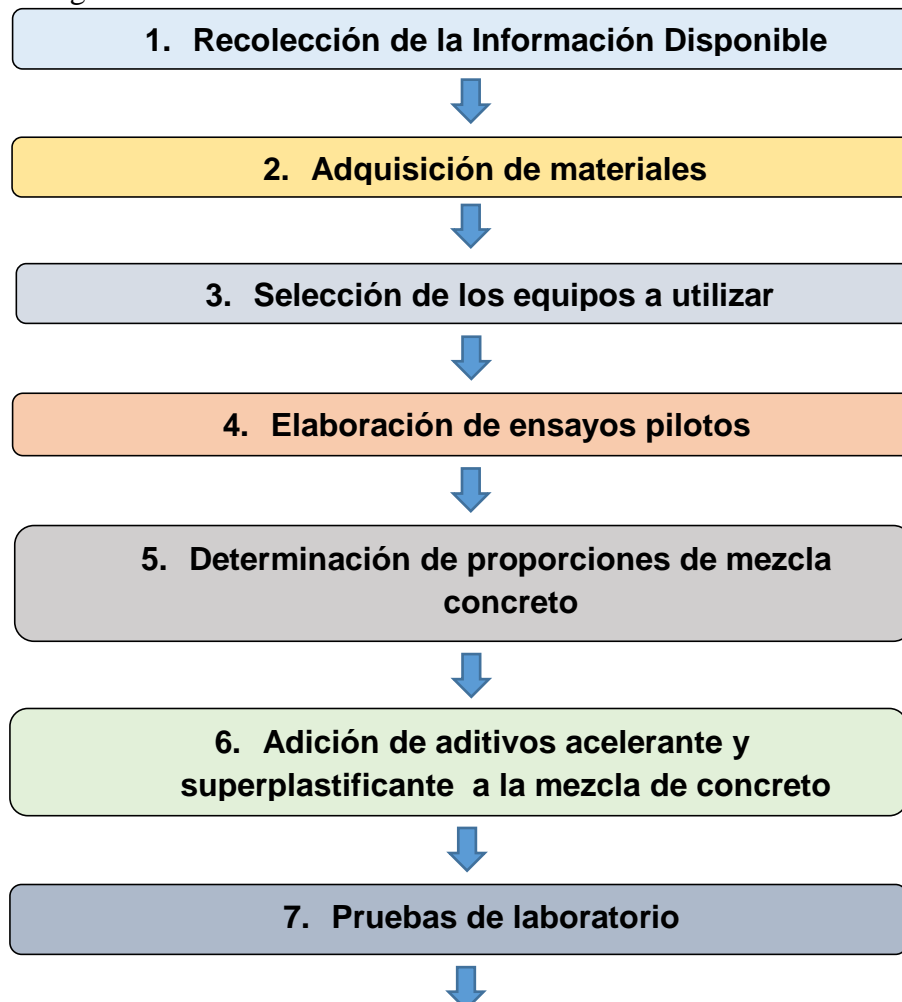 1. Recolección de la Información Disponible
2. Adquisición de materiales
3. Selección de los equipos a utilizar
4. Elaboración de ensayos pilotos
5. Determinación de proporciones de mezcla
concreto
6. Adición de aditivos acelerante y
superplastificante a la mezcla de concreto
7. Pruebas de laboratorio